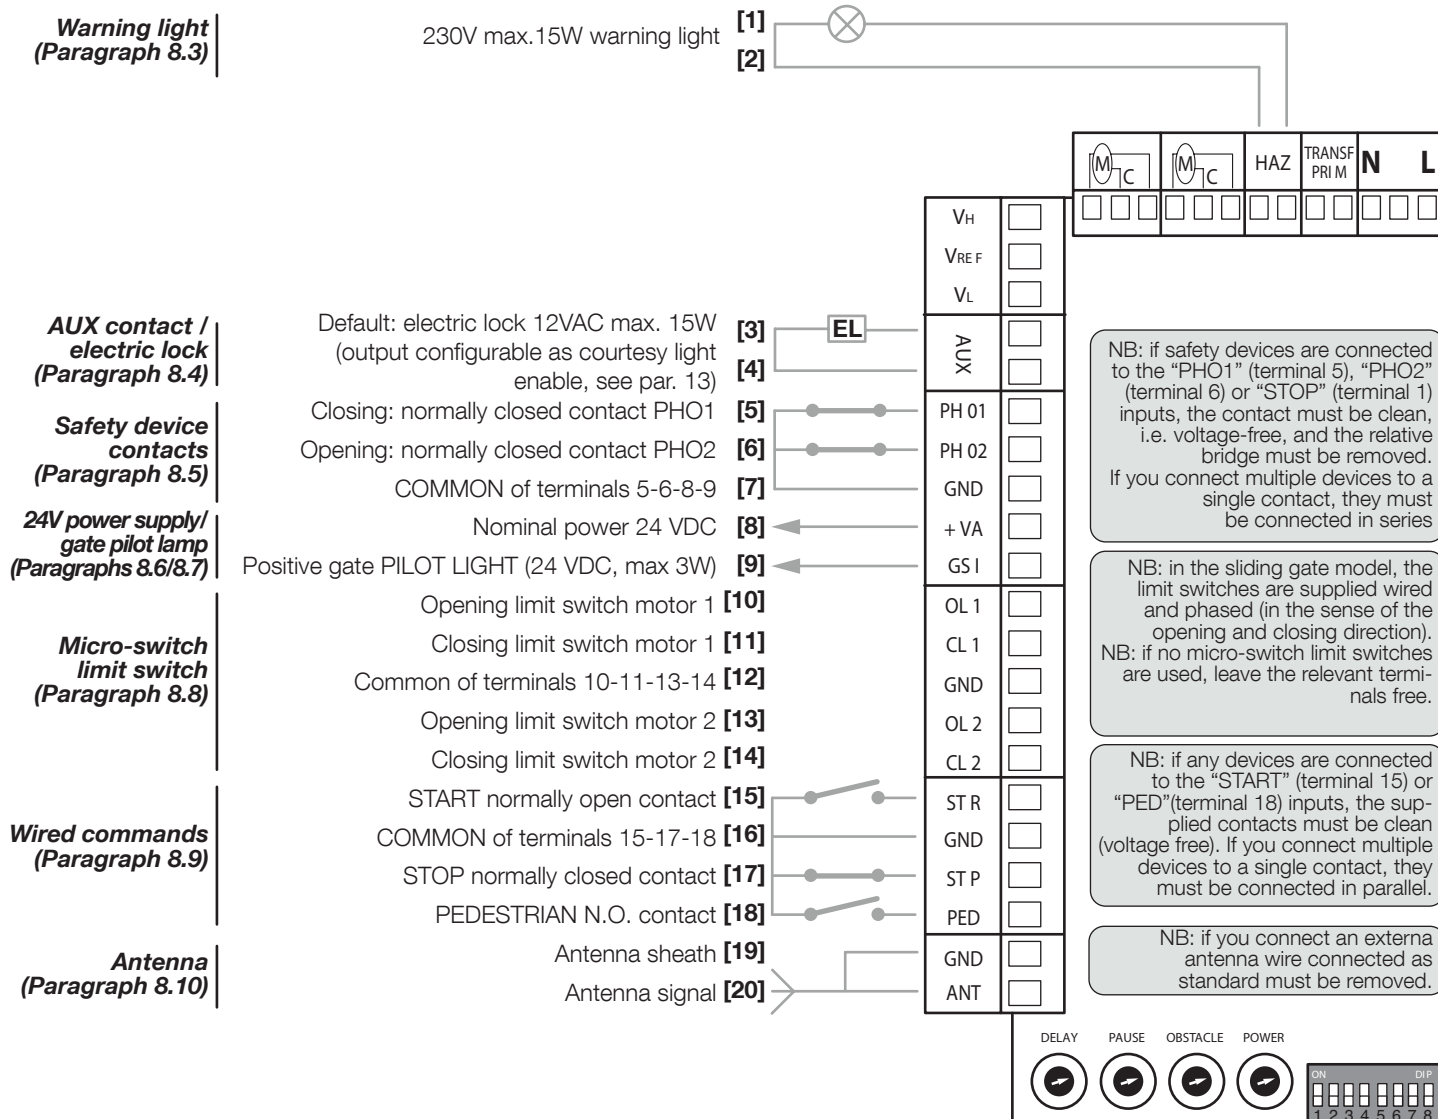 Warning light
(Paragraph 8.3)
230V max.15W warning light
[1]
[2]
M C
M C
HAZ
TRANSF
PRI M
N L
VH
VRE F
VL
AUX contact /
electric lock
(Paragraph 8.4)
Default: electric lock 12VAC max. 15W
(output configurable as courtesy light
enable, see par. 13)
[3]
[4]
EL
AUX
Safety device
contacts
(Paragraph 8.5)
Closing: normally closed contact PHO1 [5]
PH 01
Opening: normally closed contact PHO2 [6]
PH 02
COMMON of terminals 5-6-8-9 [7]
GND
24V power supply/
gate pilot lamp
(Paragraphs 8.6/8.7)
Nominal power 24 VDC [8]
+ VA
Positive gate PILOT LIGHT (24 VDC, max 3W) [9]
GS I
Micro-switch
limit switch
(Paragraph 8.8)
Opening limit switch motor 1 [10]
OL 1
Closing limit switch motor 1 [11]
CL 1
Common of terminals 10-11-13-14 [12]
GND
Opening limit switch motor 2 [13]
OL 2
Closing limit switch motor 2 [14]
CL 2
Wired commands
(Paragraph 8.9)
START normally open contact [15]
ST R
COMMON of terminals 15-17-18 [16]
GND
STOP normally closed contact [17]
ST P
PEDESTRIAN N.O. contact [18]
PED
Antenna
(Paragraph 8.10)
Antenna sheath [19]
GND
Antenna signal [20]
ANT
NB: if safety devices are connected
to the “PHO1” (terminal 5), “PHO2”
(terminal 6) or “STOP” (terminal 1)
inputs, the contact must be clean,
i.e. voltage-free, and the relative
bridge must be removed.
If you connect multiple devices to a
single contact, they must
be connected in series
NB: in the sliding gate model, the
limit switches are supplied wired
and phased (in the sense of the
opening and closing direction).
NB: if no micro-switch limit switches
are used, leave the relevant termi-
nals free.
NB: if any devices are connected
to the “START” (terminal 15) or
“PED”(terminal 18) inputs, the sup-
plied contacts must be clean
(voltage free). If you connect multiple
devices to a single contact, they
must be connected in parallel.
NB: if you connect an externa
antenna wire connected as
standard must be removed.
DELAY PAUSE OBSTACLE POWER
ON DIP
1 2 3 4 5 6 7 8